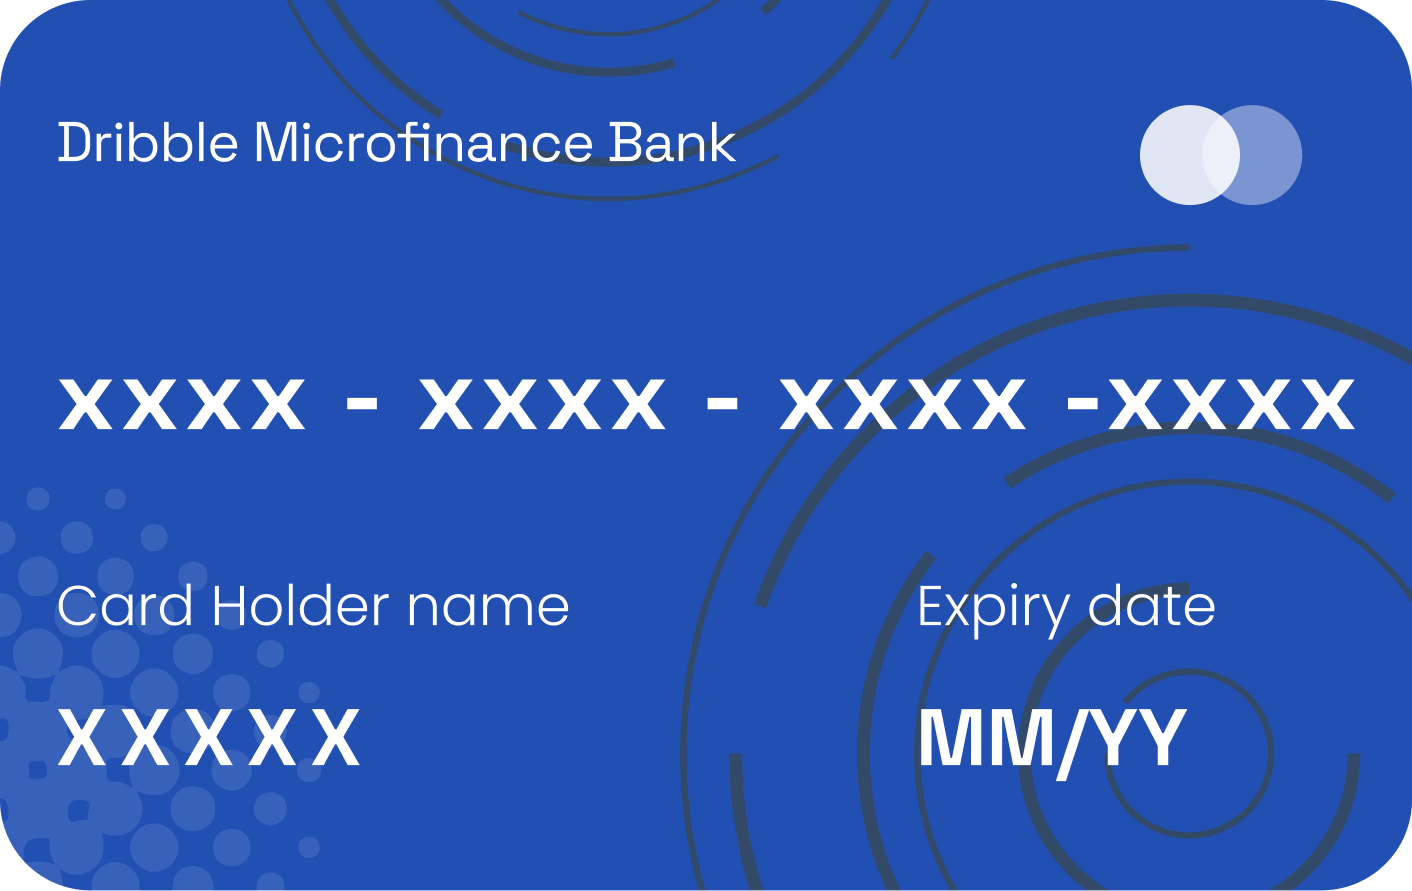 Dribble Microfinance Bank
xxxx - xxxx - xxxx -xxxx
Card Holder name
Expiry date
XXXXX
MM/YY